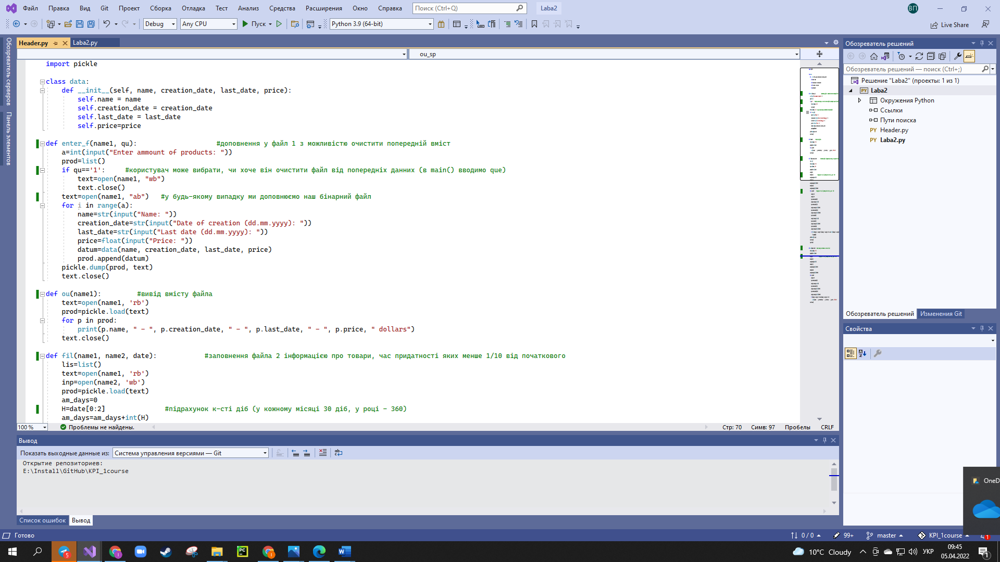 Файл Правка Вид Git Проект Сборка Отладка Тест Анализ Средства Расширения Окно Справка Поиск (Ctrl+Q) Laba2 ВП
Debug Any CPU Пуск Python 3.9 (64-bit) Live Share
Обозреватель серверов
Панель элементов
Header.py Laba2.py
ou_sp
import pickle
class data:
def __init__(self, name, creation_date, last_date, price):
self.name = name
self.creation_date = creation_date
self.last_date = last_date
self.price=price
def enter_f(name1, qu): #доповнення у файл 1 з можливістю очистити попередній вміст
a=int(input("Enter ammount of products: "))
prod=list()
if qu=='1': #користувач може вибрати, чи хоче він очистити файл від попередніх данних (в main() вводимо que)
text=open(name1, "wb")
text.close()
text=open(name1, "ab") #у будь-якому випадку ми доповнюємо наш бінарний файл
for i in range(a):
name=str(input("Name: "))
creation_date=str(input("Date of creation (dd.mm.yyyy): "))
last_date=str(input("Last date (dd.mm.yyyy): "))
price=float(input("Price: "))
datum=data(name, creation_date, last_date, price)
prod.append(datum)
pickle.dump(prod, text)
text.close()
def ou(name1): #вивід вмісту файла
text=open(name1, 'rb')
prod=pickle.load(text)
for p in prod:
print(p.name, " - ", p.creation_date, " - ", p.last_date, " - ", p.price, " dollars")
text.close()
def fil(name1, name2, date): #заповнення файла 2 інформацією про товари, час придатності яких менше 1/10 від початкового
lis=list()
text=open(name1, 'rb')
inp=open(name2, 'wb')
prod=pickle.load(text)
am_days=0
H=date[0:2] #підрахунок к-сті діб (у кожному місяці 30 діб, у році - 360)
am_days=am_days+int(H)
100 % Проблемы не найдены. Стр: 70 Симв: 97 Пробелы CRLF
Вывод
Показать выходные данные из: Система управления версиями — Git
Открытие репозиториев:
E:\Install\GitHub\KPI_1course
Список ошибок Вывод
Обозреватель решений
Обозреватель решений — поиск (Ctrl+;)
Решение "Laba2" (проекты: 1 из 1)
PY Laba2
Окружения Python
Ссылки
Пути поиска
PY Header.py
PY Laba2.py
Обозреватель решений Изменения Git
Свойства
OneD
Готово 0 / 0 99+ master KPI_1course 1
5 PC W 10°C Cloudy УКР 09:45
05.04.2022 1